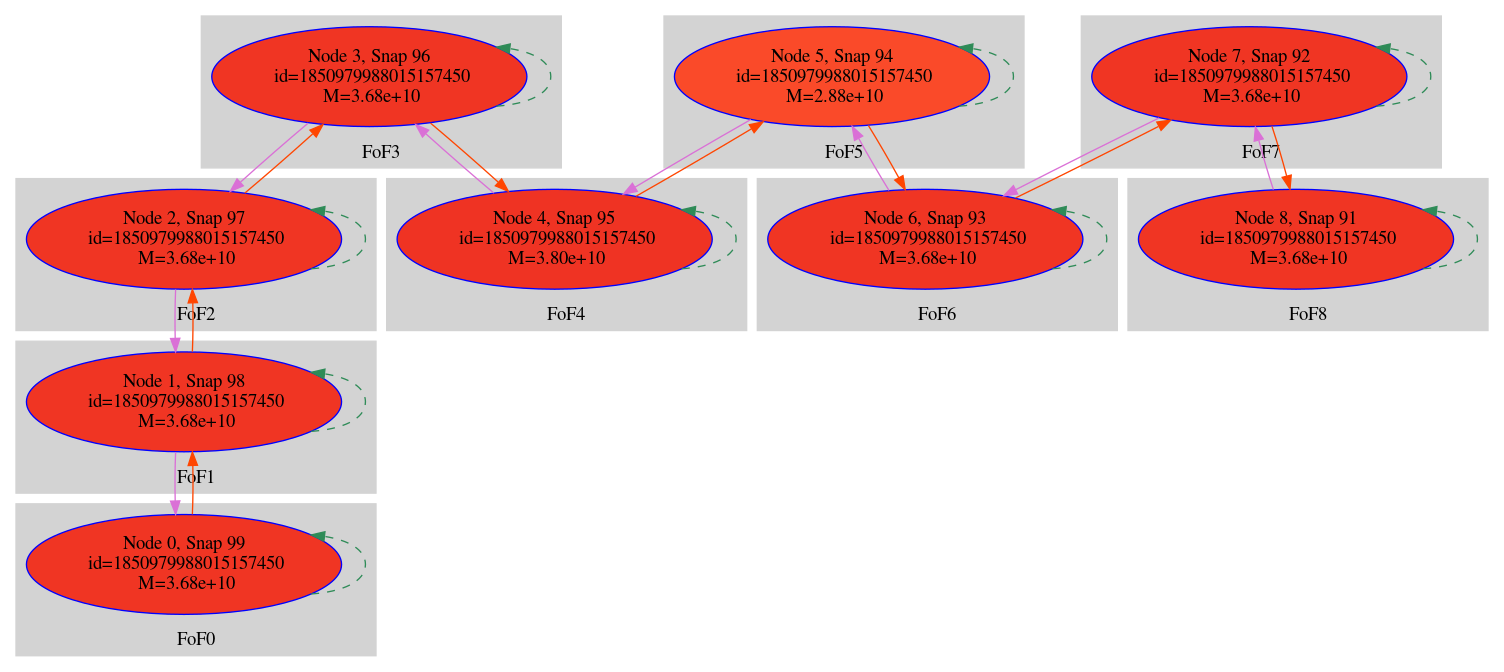 Node 3, Snap 96
id=1850979988015157450
M=3.68e+10
FoF3
Node 5, Snap 94
id=1850979988015157450
M=2.88e+10
FoF5
Node 7, Snap 92
id=1850979988015157450
M=3.68e+10
FoF7
Node 2, Snap 97
id=1850979988015157450
M=3.68e+10
FoF2
Node 4, Snap 95
id=1850979988015157450
M=3.80e+10
FoF4
Node 6, Snap 93
id=1850979988015157450
M=3.68e+10
FoF6
Node 8, Snap 91
id=1850979988015157450
M=3.68e+10
FoF8
Node 1, Snap 98
id=1850979988015157450
M=3.68e+10
FoF1
Node 0, Snap 99
id=1850979988015157450
M=3.68e+10
FoF0